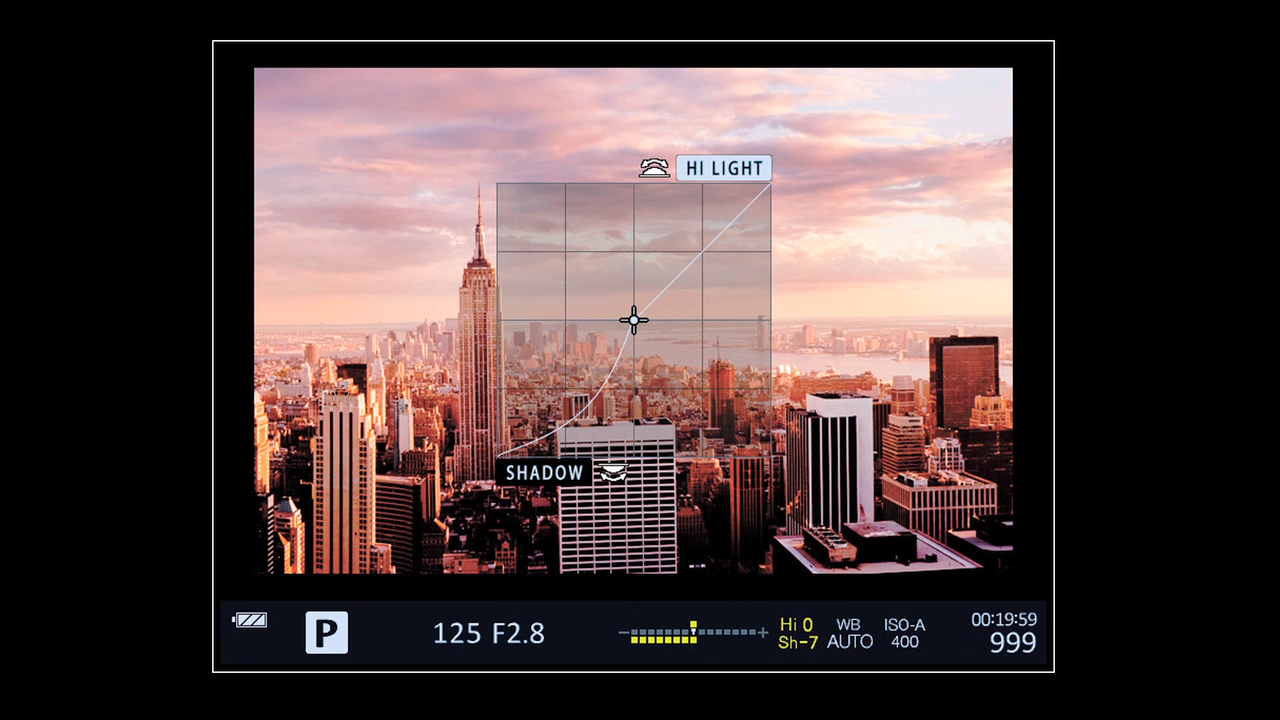 HI LIGHT
SHADOW
P
125 F2.8
− +
Hi 0
Sh-7
WB
AUTO
ISO-A
400
00:19:59
999